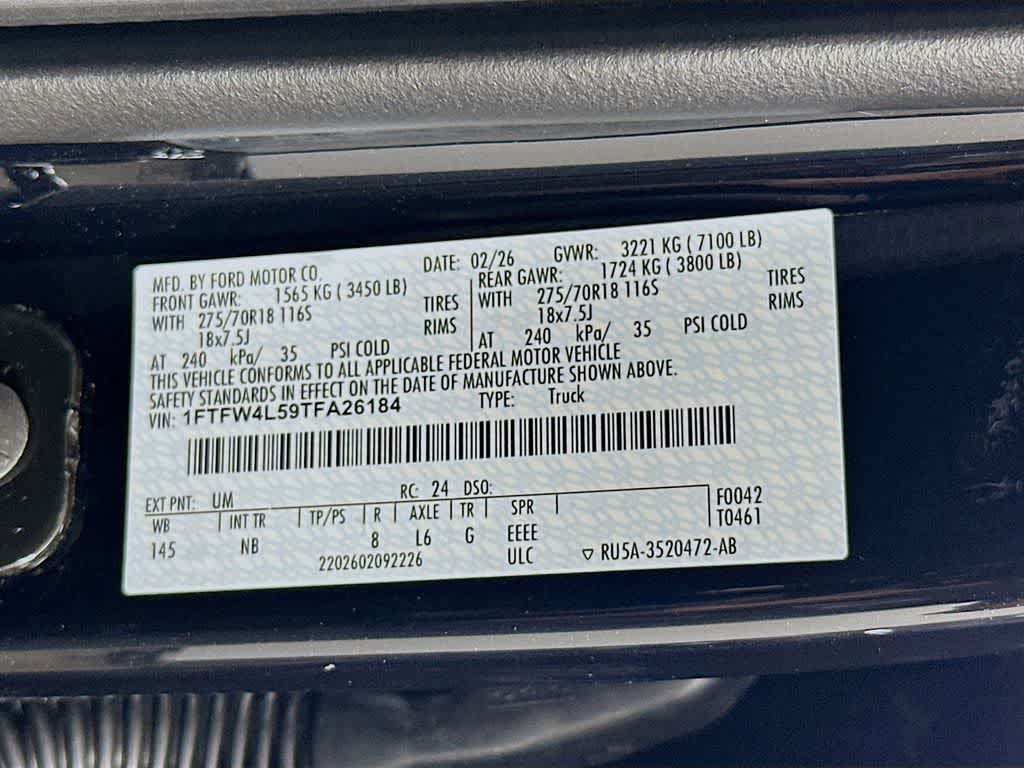 MFD. BY FORD MOTOR CO. DATE: 02/26 GVWR: 3221 KG ( 7100 LB)
FRONT GAWR: 1565 KG ( 3450 LB) REAR GAWR: 1724 KG ( 3800 LB)
WITH 275/70R18 116S TIRES WITH 275/70R18 116S TIRES
18x7.5J RIMS 18x7.5J RIMS
AT 240 kPa/ 35 PSI COLD AT 240 kPa/ 35 PSI COLD
THIS VEHICLE CONFORMS TO ALL APPLICABLE FEDERAL MOTOR VEHICLE
SAFETY STANDARDS IN EFFECT ON THE DATE OF MANUFACTURE SHOWN ABOVE.
VIN: 1FTFW4L59TFA26184 TYPE: Truck
EXT PNT: UM RC: 24 DSO: F0042
WB INT TR TP/PS R AXLE TR SPR T0461
145 NB 8 L6 G EEEE
2202602092226 ULC ▽ RU5A-3520472-AB